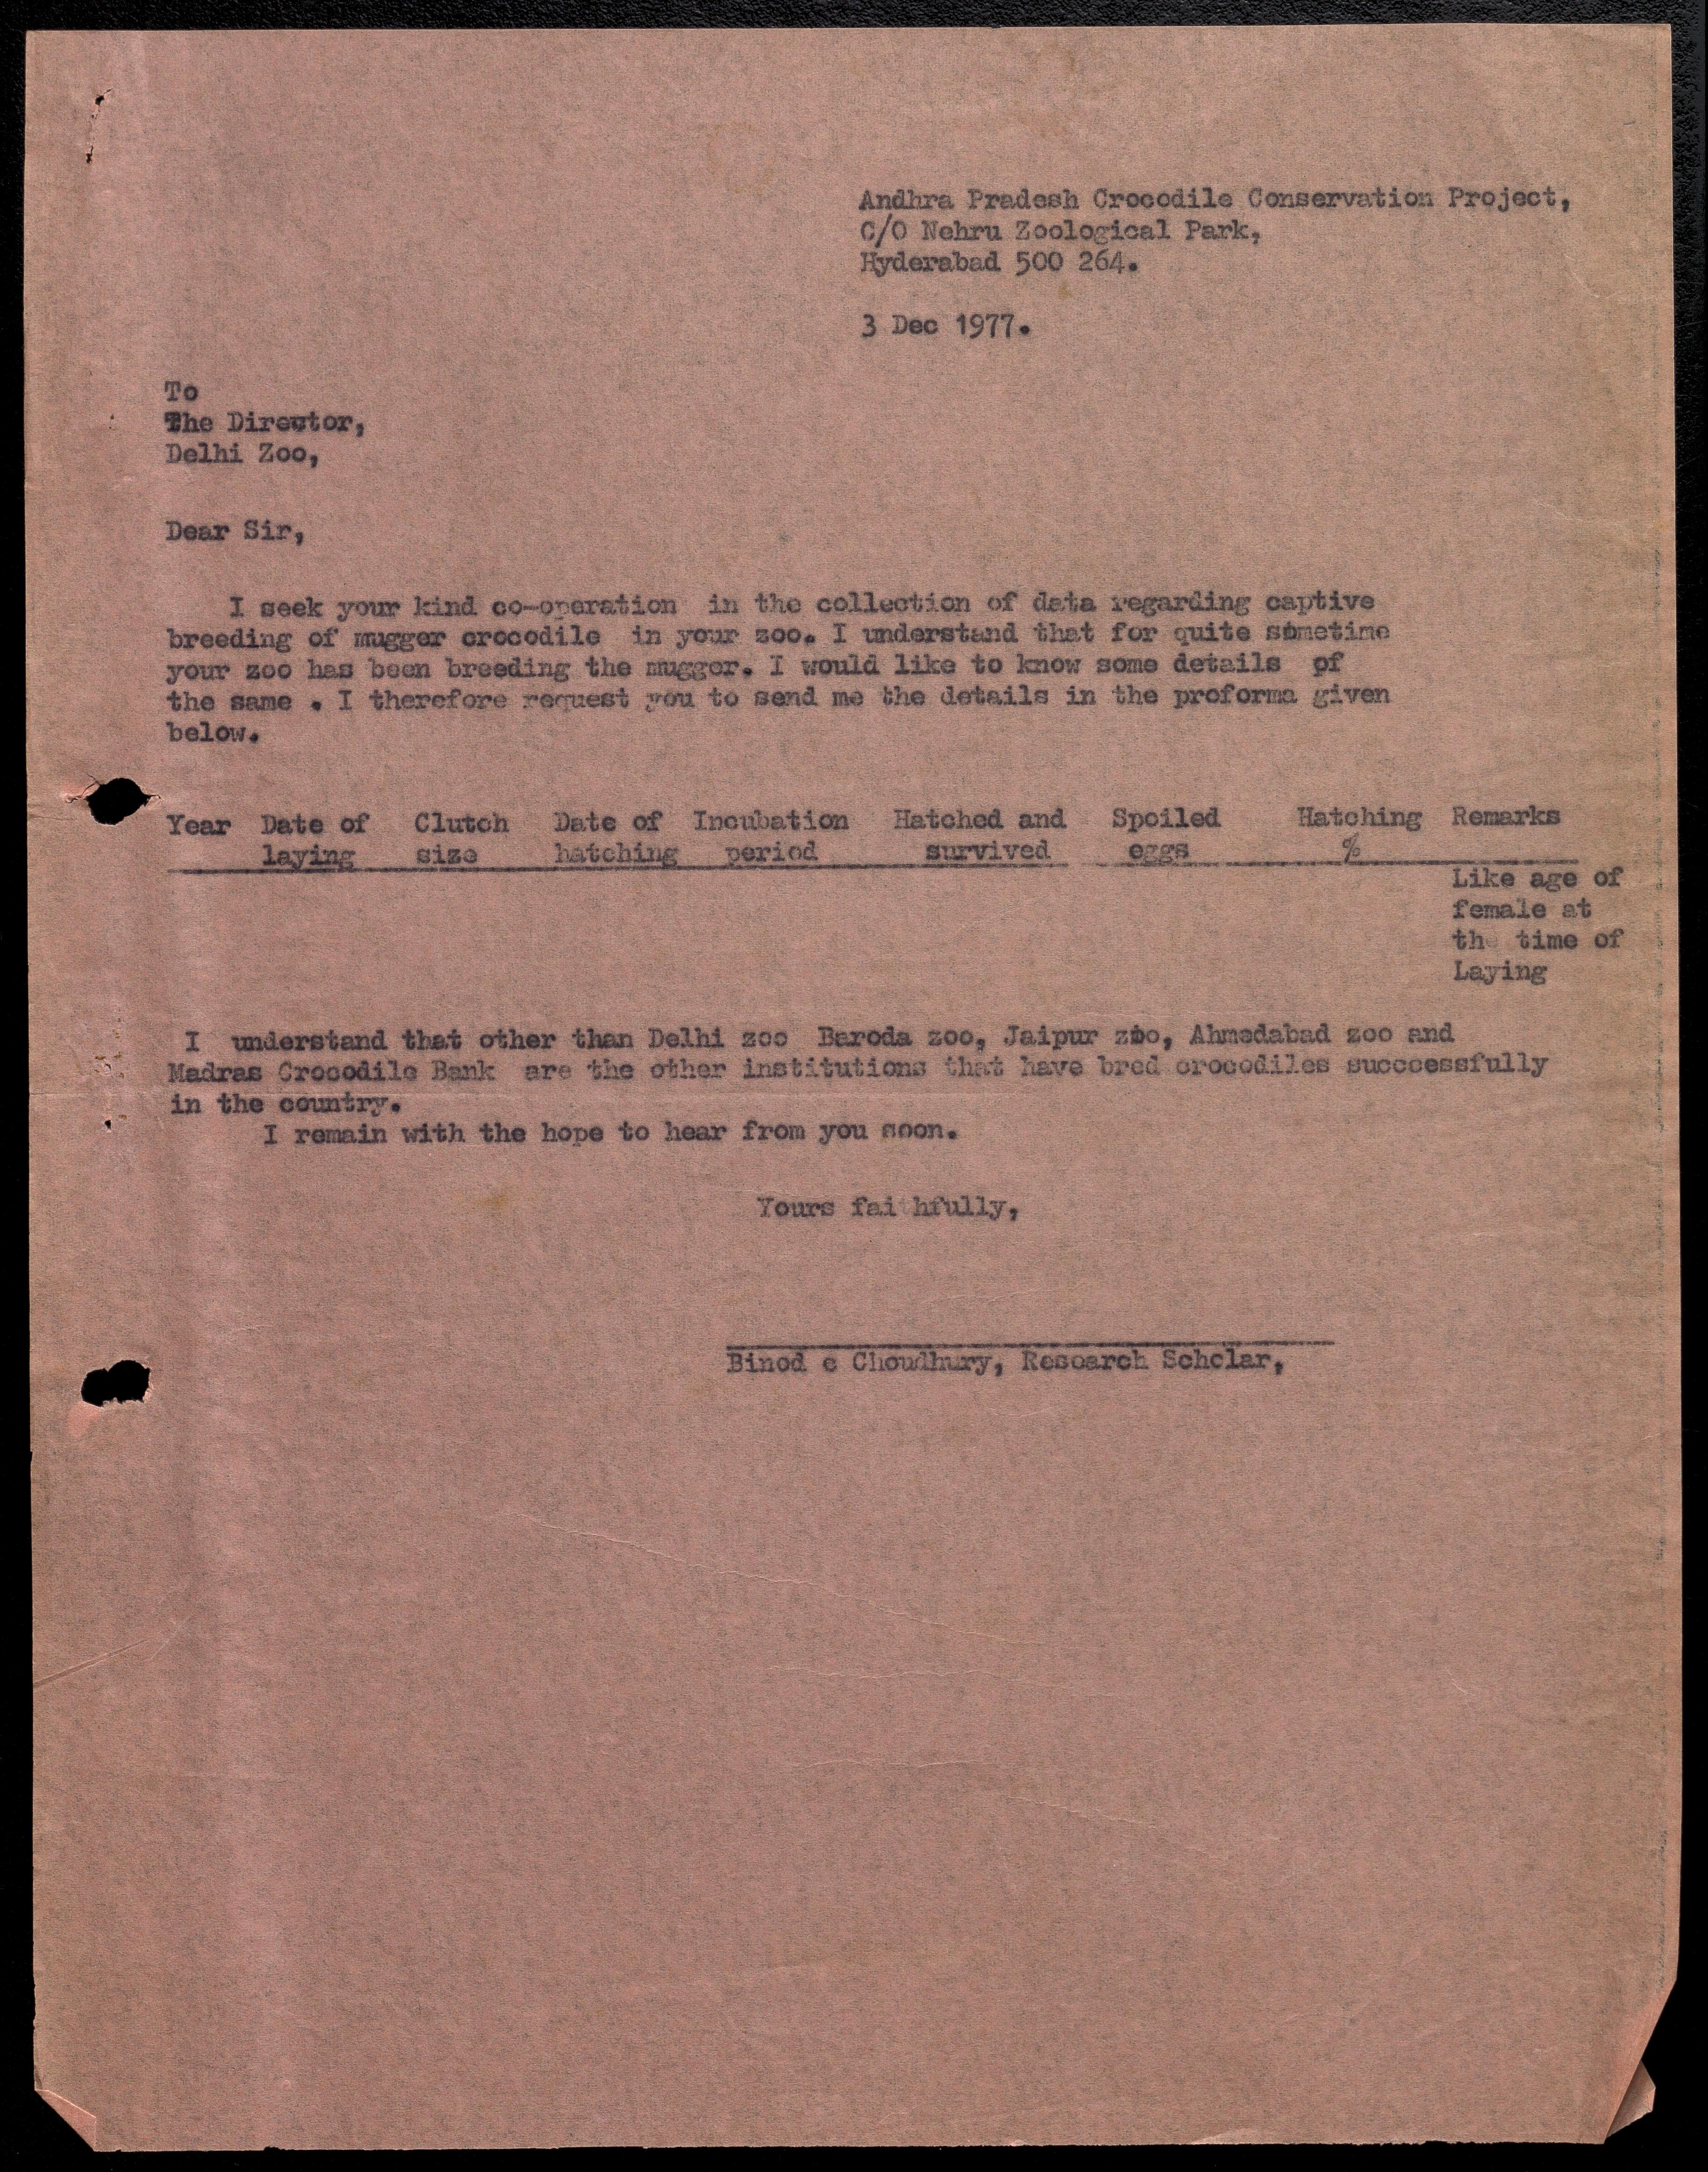 Andhra Pradesh Crocodile Conservation Project,
C/O Nehru Zoological Park,
Hyderabad 500 264.
3 Dec 1977.
To
The Director,
Delhi Zoo,
Dear Sir,
I seek your kind co-operation in the collection of data regarding captive
breeding of mugger crocodile in your zoo. I understand that for quite sometime
your zoo has been breeding the mugger. I would like to know some details of
the same . I therefore request you to send me the details in the proforma given
below.
Year Date of Clutch Date of Incubation Hatched and Spoiled Hatching Remarks
laying size hatching period survived eggs %
Like age of
female at
the time of
Laying
I understand that other than Delhi zoo Baroda zoo, Jaipur zoo, Ahmedabad zoo and
Madras Crocodile Bank are the other institutions that have bred crocodiles succcessfully
in the country.
I remain with the hope to hear from you soon.
Yours fai hfully,
Binod c Choudhury, Research Scholar,